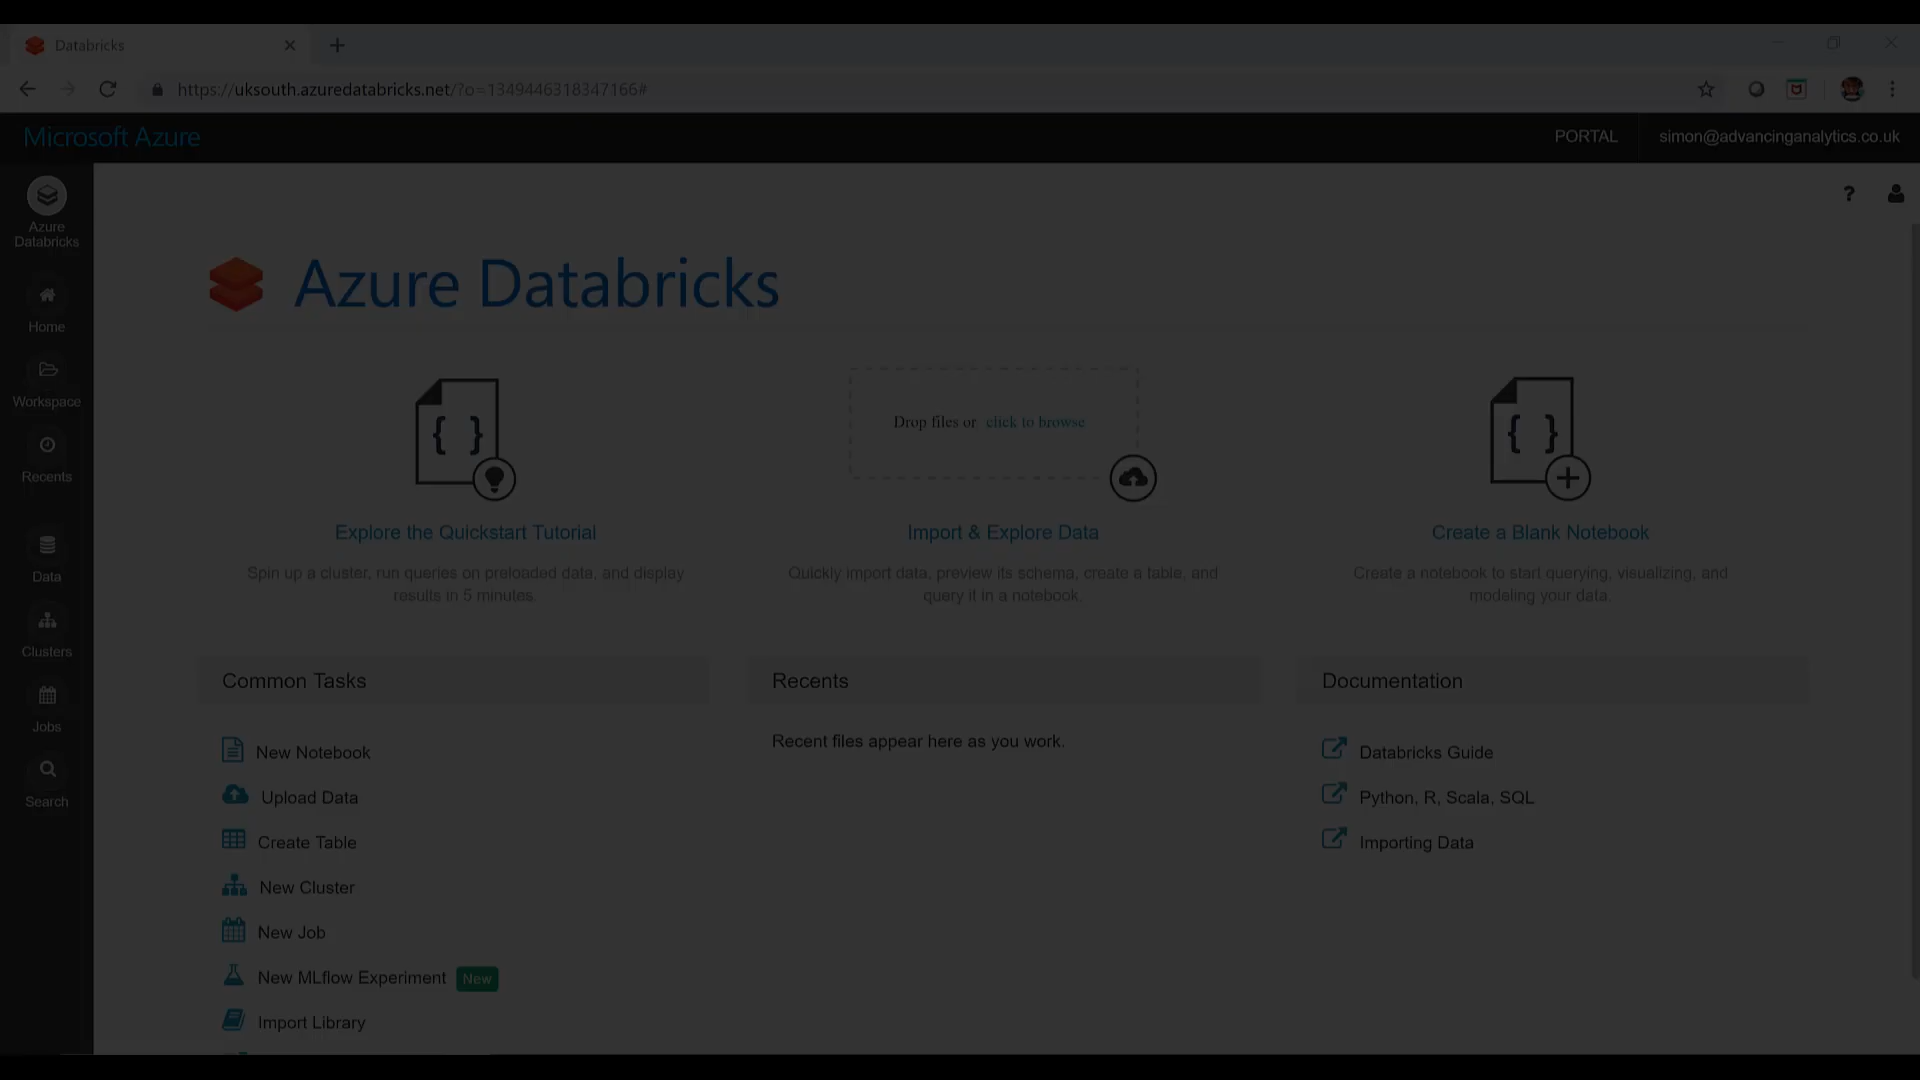 Databricks
https://uksouth.azuredatabricks.net/?o=1349446318347166#
Microsoft Azure
PORTAL
simon@advancinganalytics.co.uk
Azure
Databricks
Home
Workspace
Recents
Data
Clusters
Jobs
Search
Azure Databricks
{ }
Drop files or click to browse
{ }
Explore the Quickstart Tutorial
Spin up a cluster, run queries on preloaded data, and display
results in 5 minutes.
Import & Explore Data
Quickly import data, preview its schema, create a table, and
query it in a notebook.
Create a Blank Notebook
Create a notebook to start querying, visualizing, and
modeling your data.
Common Tasks
New Notebook
Upload Data
Create Table
New Cluster
New Job
New MLflow Experiment New
Import Library
Recents
Recent files appear here as you work.
Documentation
Databricks Guide
Python, R, Scala, SQL
Importing Data